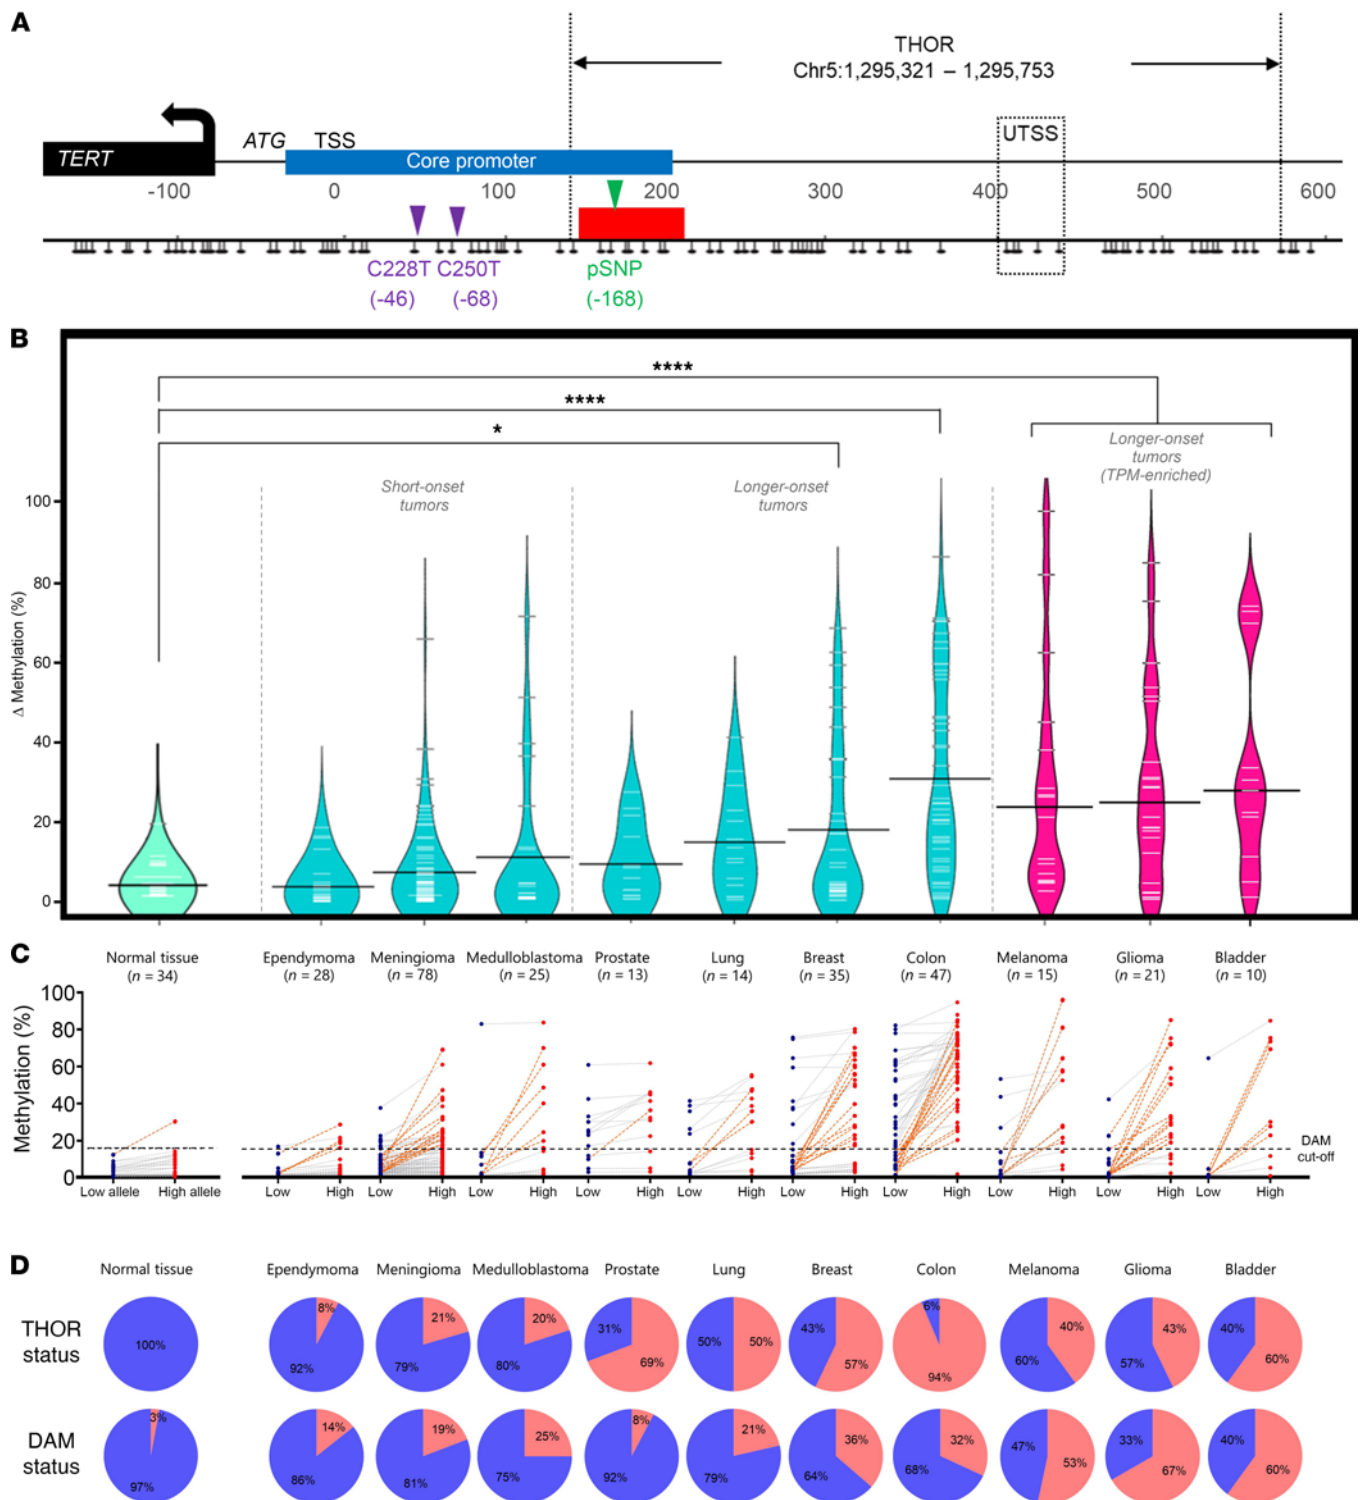 A
THOR
Chr5:1,295,321 – 1,295,753
TERT
ATG
TSS
UTSS
Core promoter
-100 0 100 200 300 400 500 600
C228T C250T pSNP
(-46) (-68) (-168)
B
****
****
*
Short-onset
tumors
Longer-onset
tumors
Longer-onset
tumors
(TPM-enriched)
Δ Methylation (%)
100
80
60
40
20
0
C
Normal tissue Ependymoma Meningioma Medulloblastoma Prostate Lung Breast Colon Melanoma Glioma Bladder
(n = 34) (n = 28) (n = 78) (n = 25) (n = 13) (n = 14) (n = 35) (n = 47) (n = 15) (n = 21) (n = 10)
Methylation (%)
100
80
60
40
20
0
DAM
cut-off
Low allele High allele Low High Low High Low High Low High Low High Low High Low High Low High Low High Low High
D
Normal tissue Ependymoma Meningioma Medulloblastoma Prostate Lung Breast Colon Melanoma Glioma Bladder
THOR
status
100% 8% 92% 21% 79% 20% 80% 31% 69% 50% 50% 43% 57% 6% 94% 40% 60% 43% 57% 40% 60%
DAM
status
3% 97% 14% 86% 19% 81% 25% 75% 8% 92% 21% 79% 36% 64% 32% 68% 47% 53% 33% 67% 40% 60%